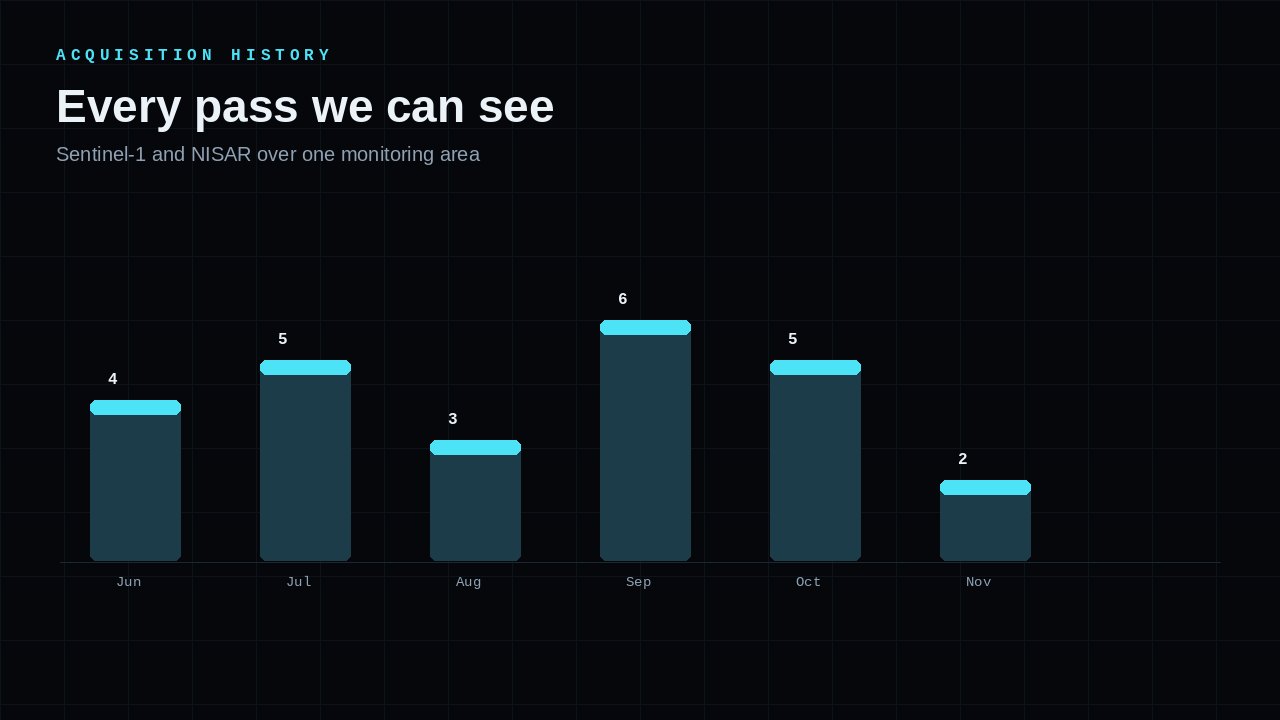 ACQUISITION HISTORY
Every pass we can see
Sentinel-1 and NISAR over one monitoring area
6
5
5
4
3
2
Jun Jul Aug Sep Oct Nov